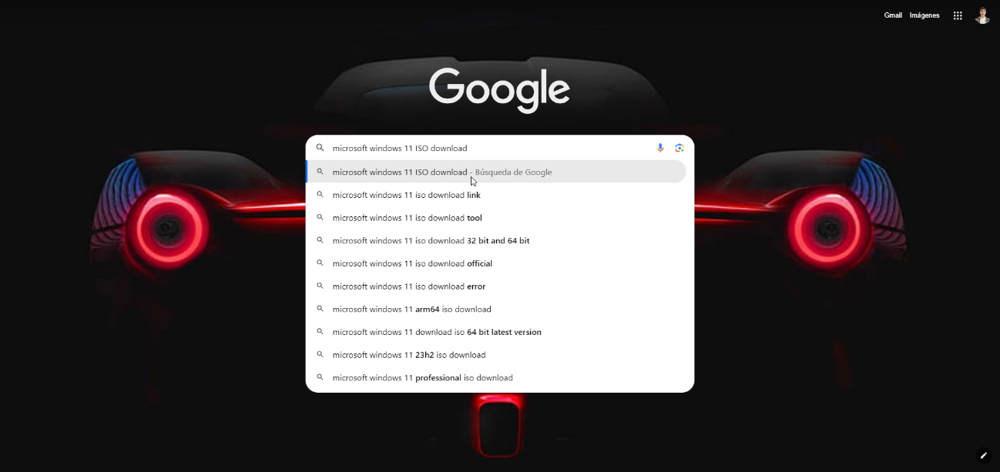 Gmail Imágenes
Google
microsoft windows 11 ISO download
microsoft windows 11 ISO download - Búsqueda de Google
microsoft windows 11 iso download link
microsoft windows 11 iso download tool
microsoft windows 11 iso download 32 bit and 64 bit
microsoft windows 11 iso download official
microsoft windows 11 iso download error
microsoft windows 11 arm64 iso download
microsoft windows 11 download iso 64 bit latest version
microsoft windows 11 23h2 iso download
microsoft windows 11 professional iso download